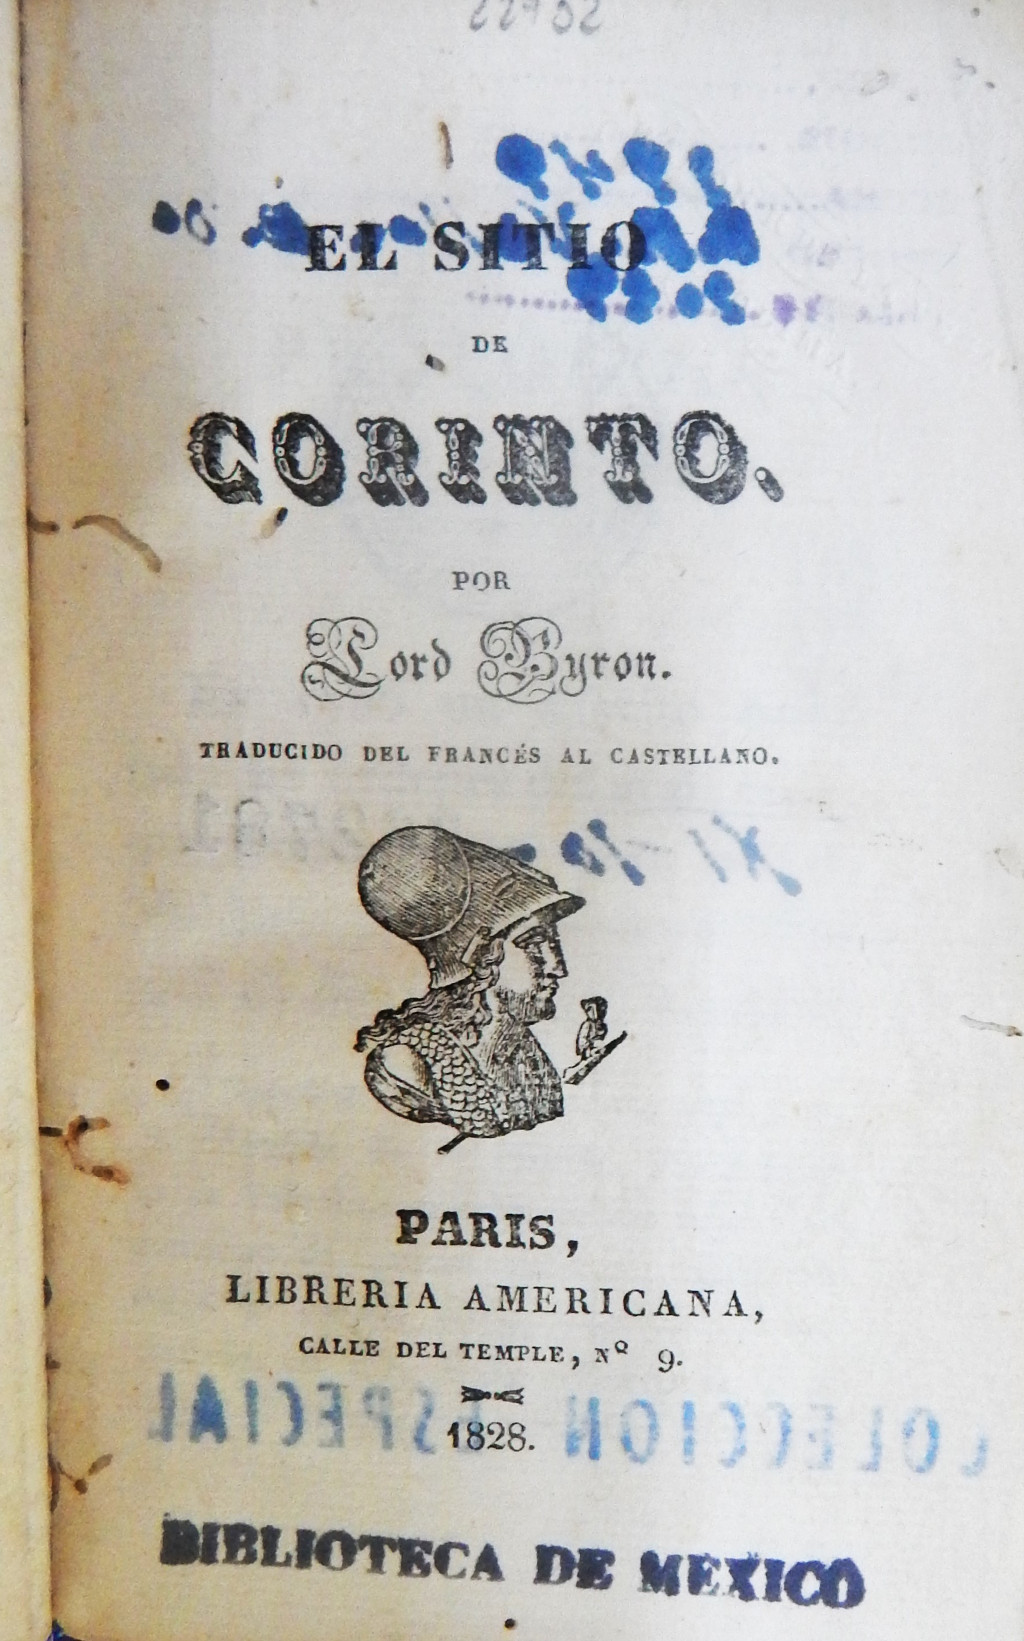 EL SITIO
DE
CORINTO,
POR
Lord Byron.
TRADUCIDO DEL FRANCÉS AL CASTELLANO.
PARIS,
LIBRERIA AMERICANA,
CALLE DEL TEMPLE, Nº 9.
1828.
COLECCION ESPECIAL
BIBLIOTECA DE MEXICO